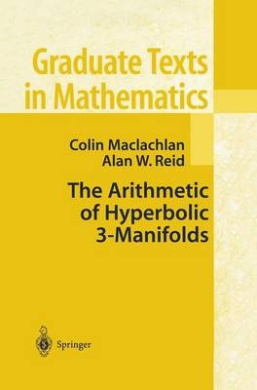 Graduate Texts
in Mathematics
Colin Maclachlan
Alan W. Reid
The Arithmetic
of Hyperbolic
3-Manifolds
Springer